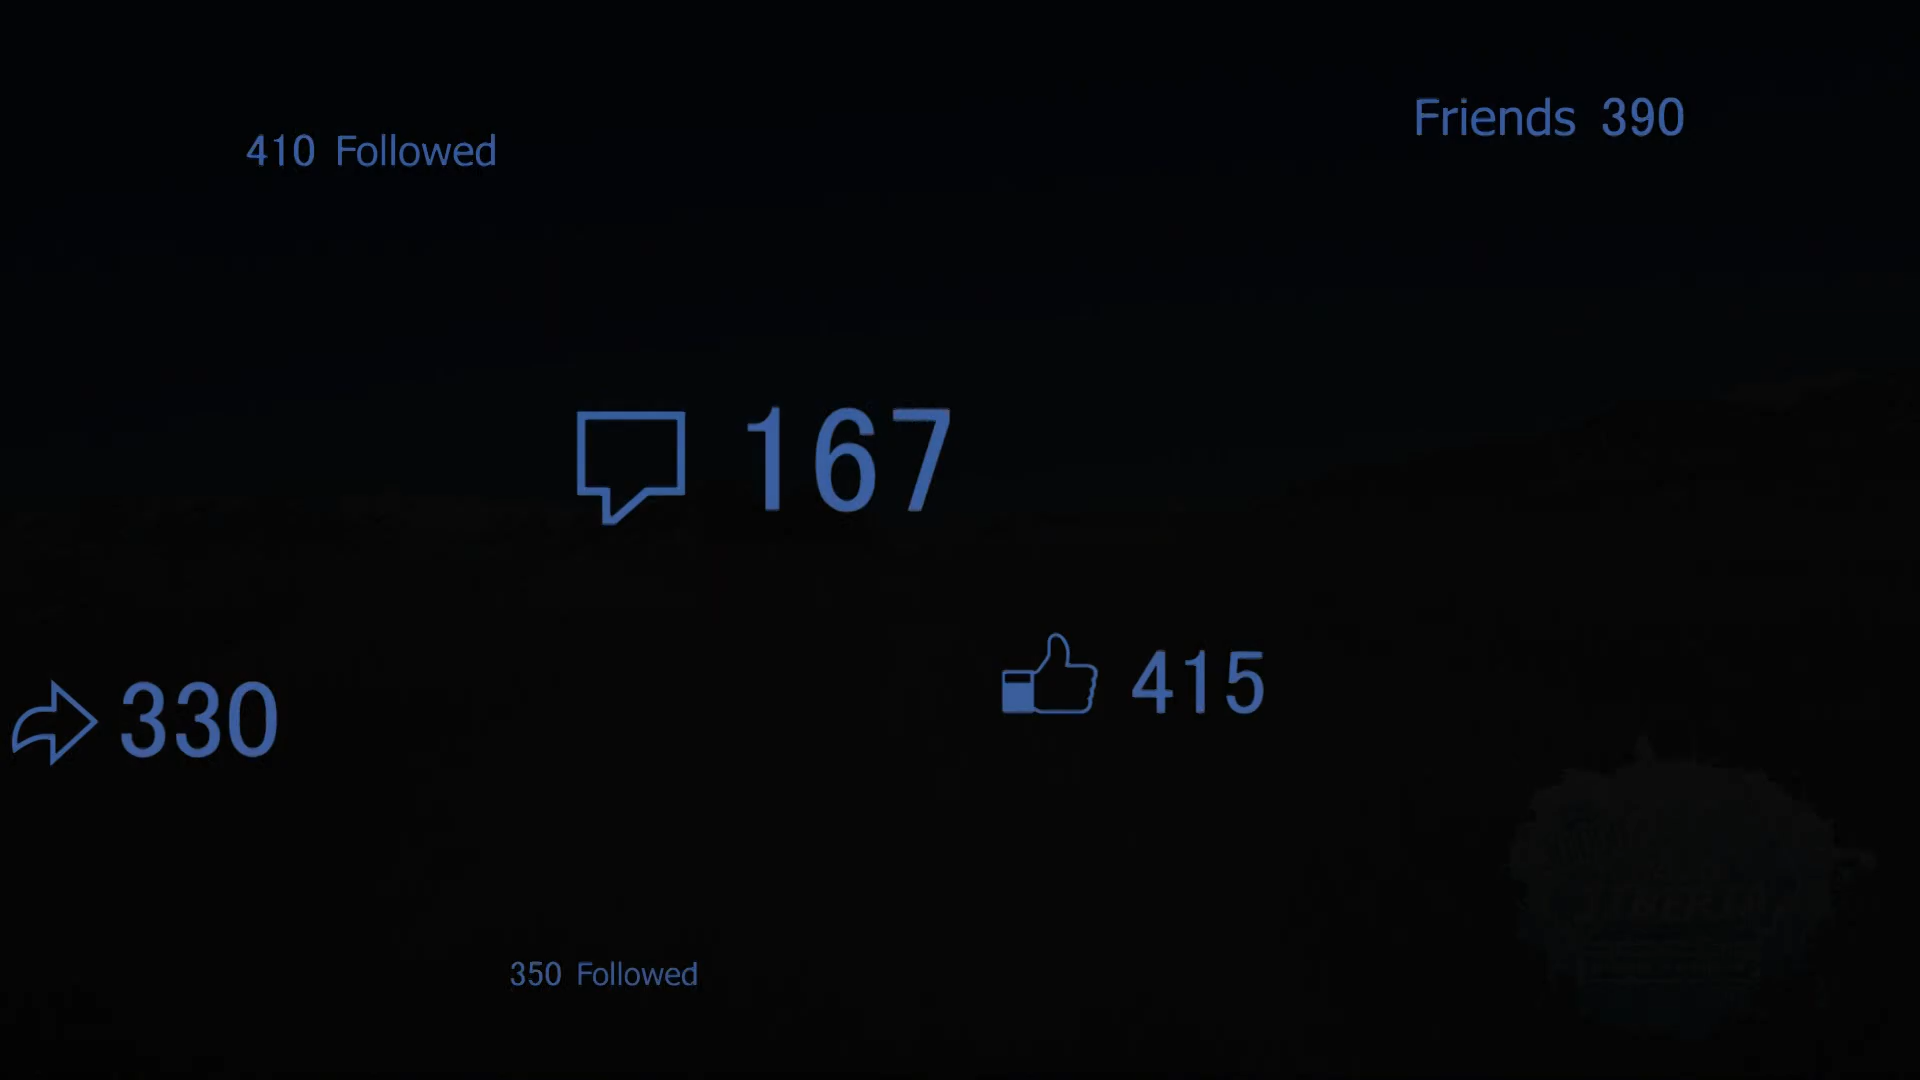 Friends 390
410 Followed
167
415
330
350 Followed